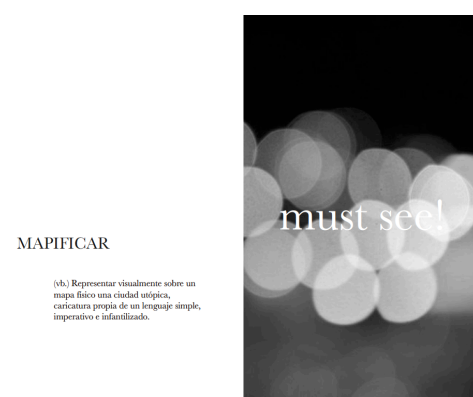 MAPIFICAR
(vb.) Representar visualmente sobre un
mapa físico una ciudad utópica,
caricatura propia de un lenguaje simple,
imperativo e infantilizado.
must see!